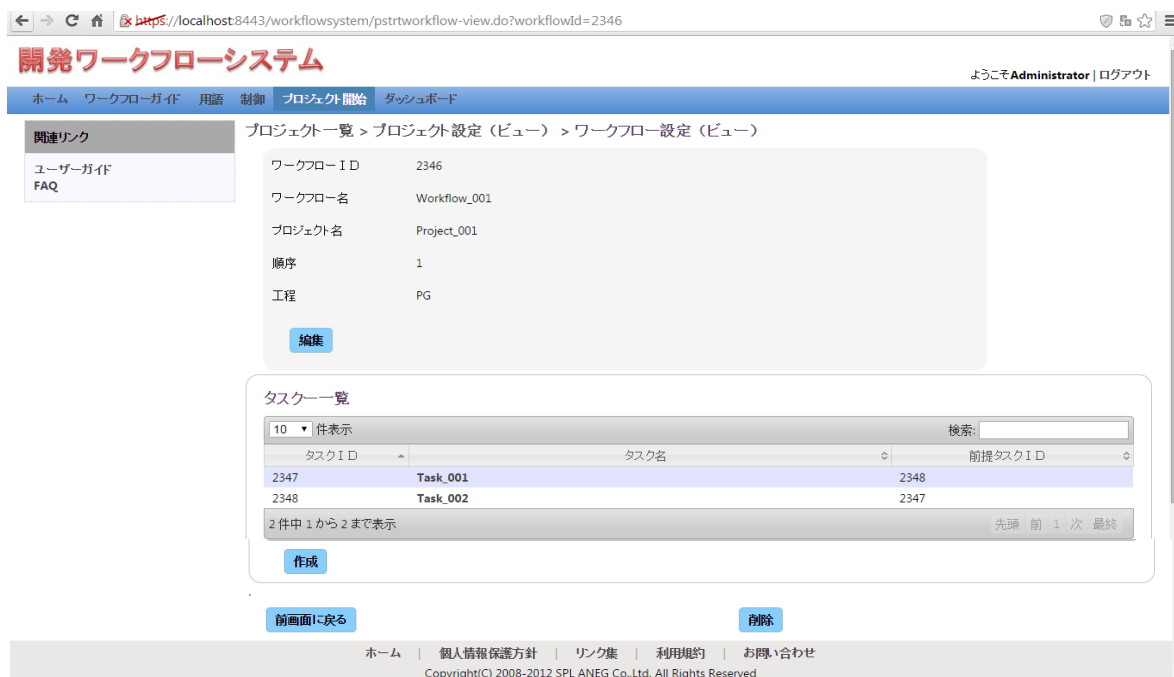 https://localhost:8443/workflowsystem/pstrtworkflow-view.do?workflowId=2346
開発ワークフローシステム
ようこそAdministrator | ログアウト
ホーム ワークフローガイド 用語 制御 プロジェクト開始 ダッシュボード
関連リンク
ユーザーガイド
FAQ
プロジェクト一覧 > プロジェクト設定（ビュー） > ワークフロー設定（ビュー）
ワークフローＩＤ 2346
ワークフロー名 Workflow_001
プロジェクト名 Project_001
順序 1
工程 PG
編集
タスクー一覧
10 件表示 検索:
タスクＩＤ タスク名 前提タスクＩＤ
2347 Task_001 2348
2348 Task_002 2347
2件中1から2まで表示 先頭 前 1 次 最終
作成
.
前画面に戻る 削除
ホーム | 個人情報保護方針 | リンク集 | 利用規約 | お問い合わせ
Copyright(C) 2008-2012 SPL ANEG Co.,Ltd. All Rights Reserved